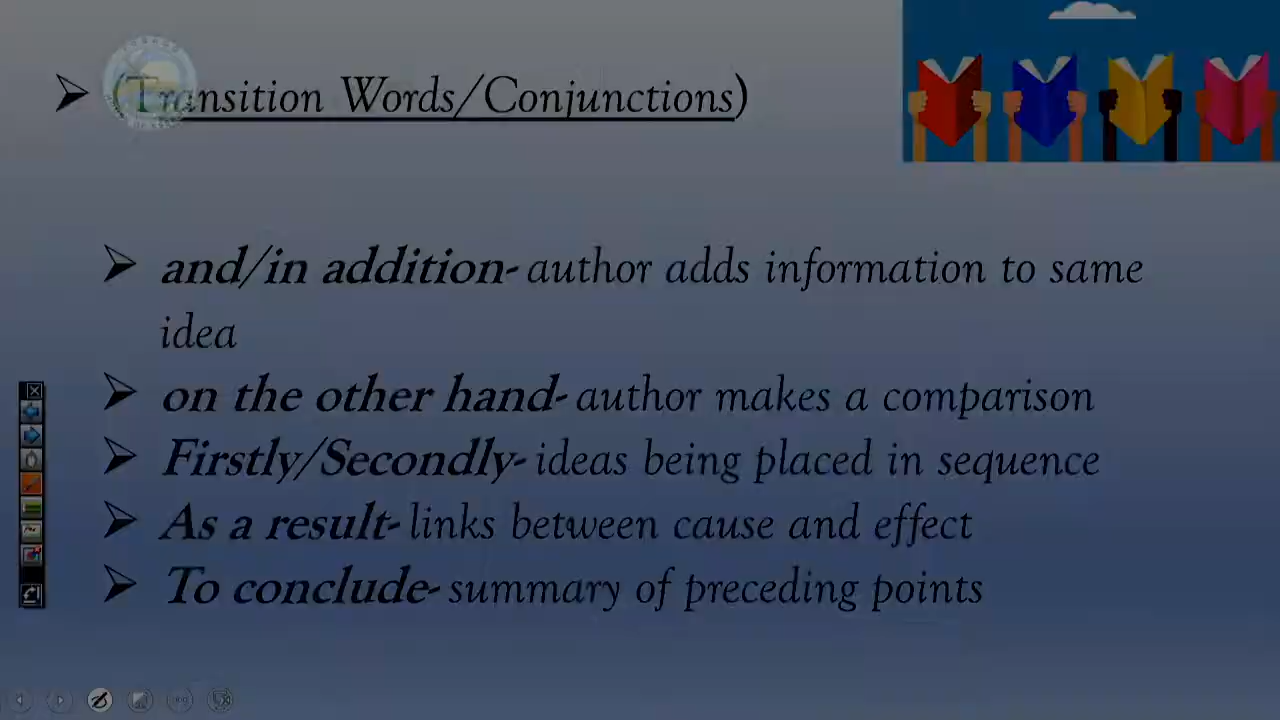 (Transition Words/Conjunctions)
and/in addition- author adds information to same
idea
on the other hand- author makes a comparison
Firstly/Secondly- ideas being placed in sequence
As a result- links between cause and effect
To conclude- summary of preceding points